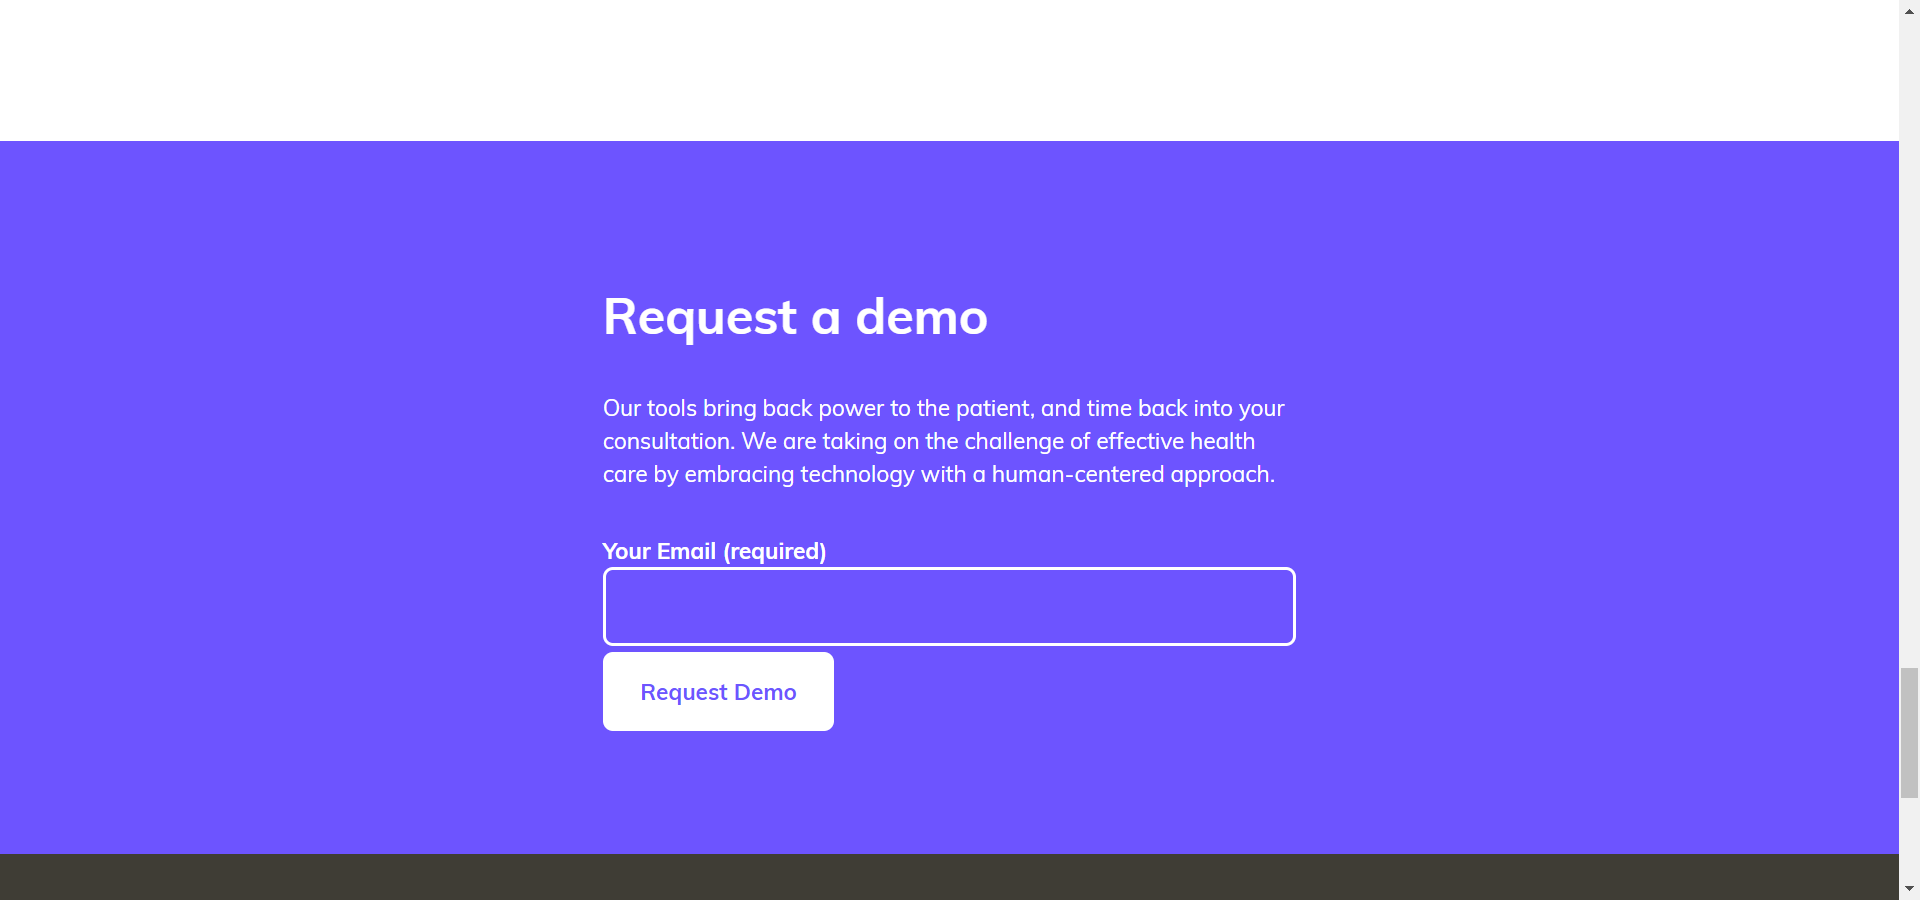 Request a demo
Our tools bring back power to the patient, and time back into your
consultation. We are taking on the challenge of effective health
care by embracing technology with a human-centered approach.
Your Email (required)
Request Demo